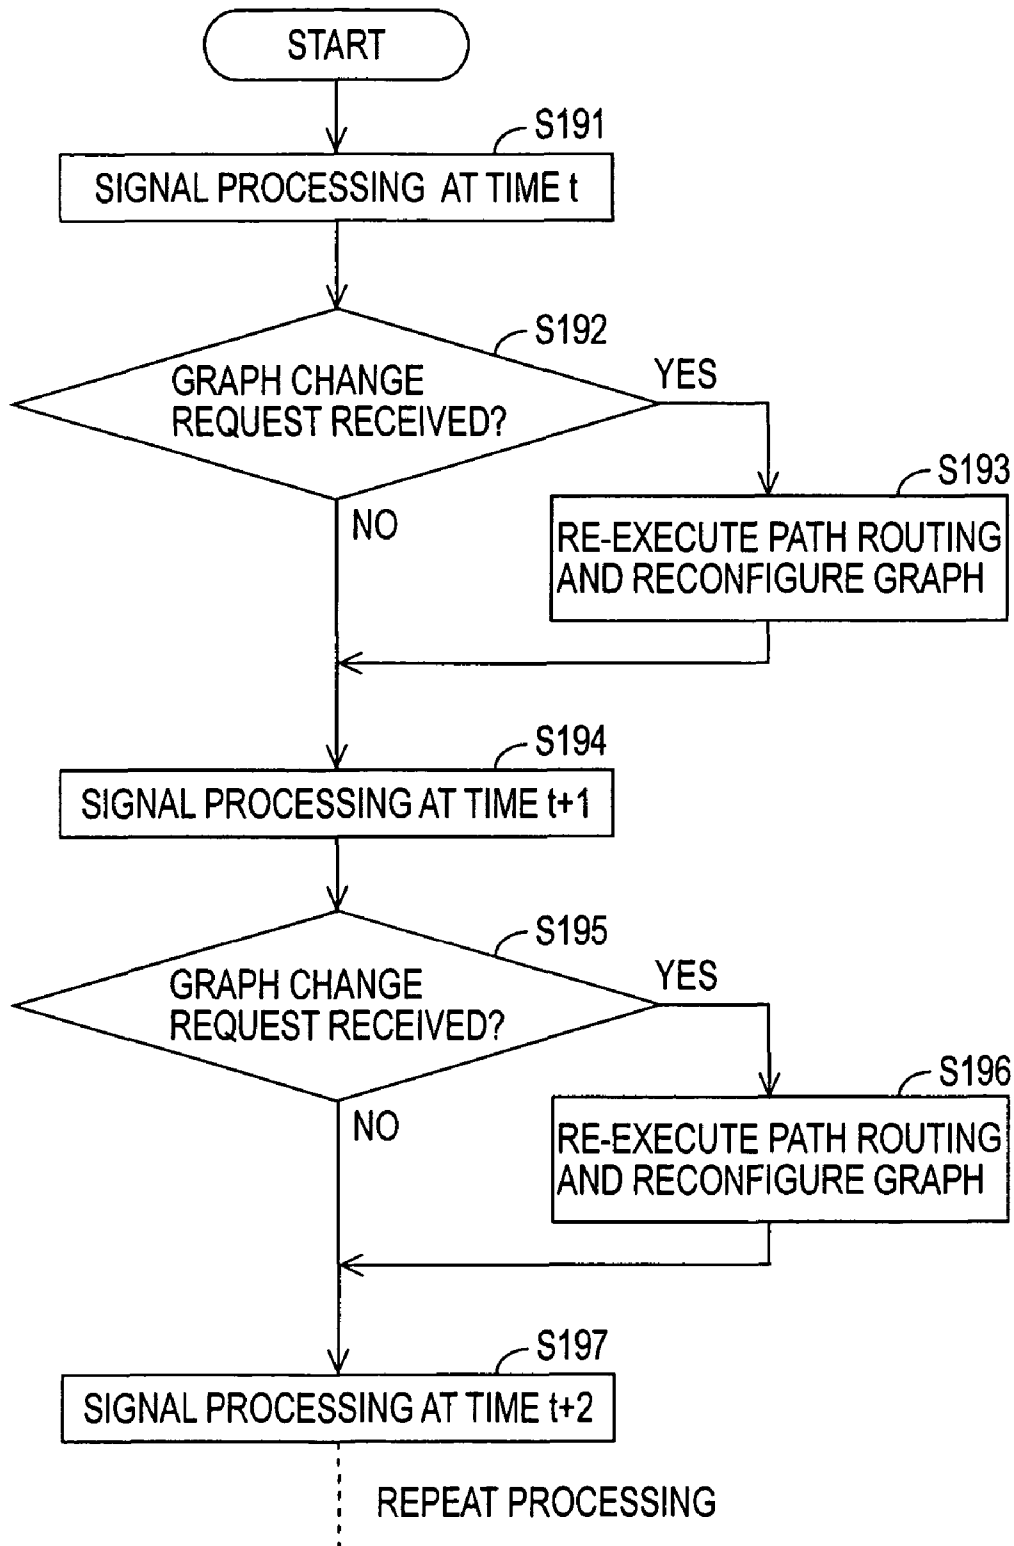 START
S191
SIGNAL PROCESSING AT TIME t
S192
GRAPH CHANGE
REQUEST RECEIVED?
YES
NO
S193
RE-EXECUTE PATH ROUTING
AND RECONFIGURE GRAPH
S194
SIGNAL PROCESSING AT TIME t+1
S195
GRAPH CHANGE
REQUEST RECEIVED?
YES
NO
S196
RE-EXECUTE PATH ROUTING
AND RECONFIGURE GRAPH
S197
SIGNAL PROCESSING AT TIME t+2
REPEAT PROCESSING